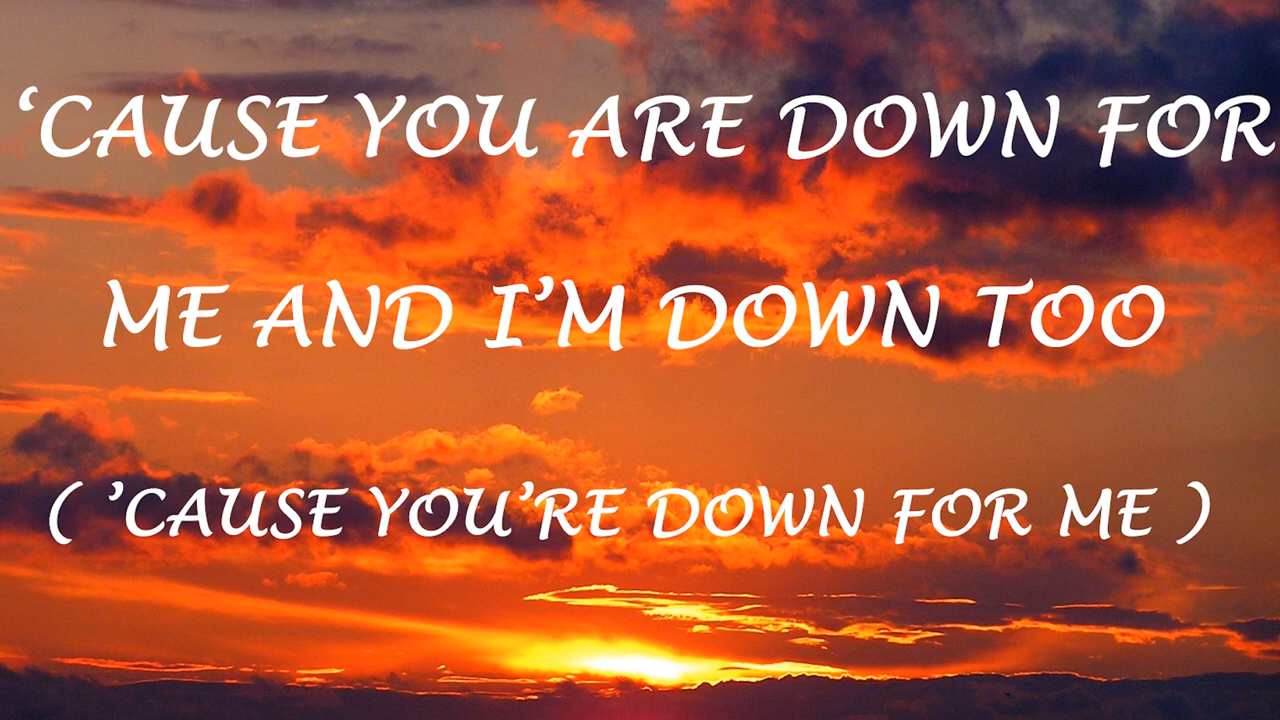 ‘CAUSE YOU ARE DOWN FOR
ME AND I’M DOWN TOO
( ’CAUSE YOU’RE DOWN FOR ME )